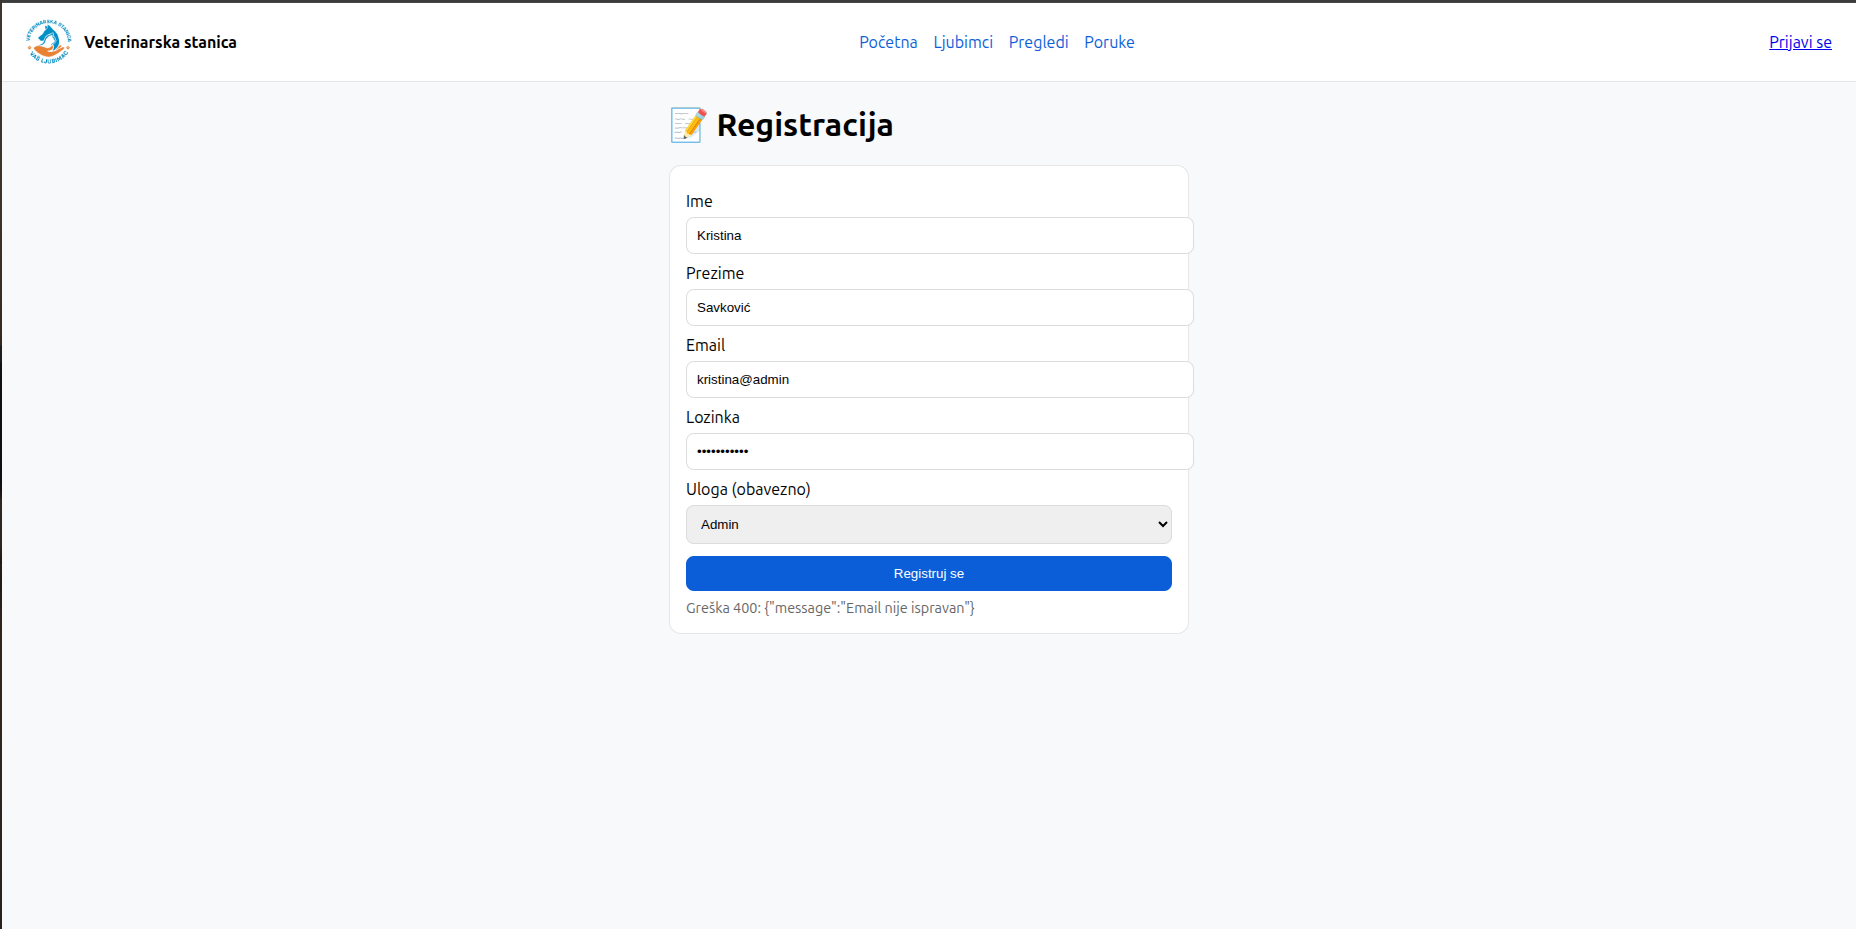 VETERINARSKA STANICA
VAŠ LJUBIMAC
Veterinarska stanica
Početna Ljubimci Pregledi Poruke
Prijavi se
Registracija
Ime
Kristina
Prezime
Savković
Email
kristina@admin
Lozinka
•••••••••••
Uloga (obavezno)
Admin
Registruj se
Greška 400: {"message":"Email nije ispravan"}